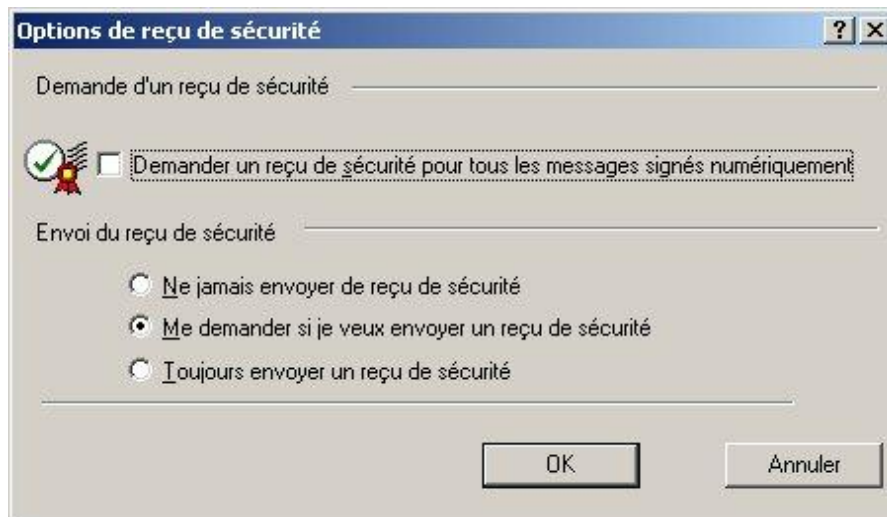 Options de reçu de sécurité
Demande d'un reçu de sécurité
Demander un reçu de sécurité pour tous les messages signés numériquement
Envoi du reçu de sécurité
Ne jamais envoyer de reçu de sécurité
Me demander si je veux envoyer un reçu de sécurité
Toujours envoyer un reçu de sécurité
OK Annuler